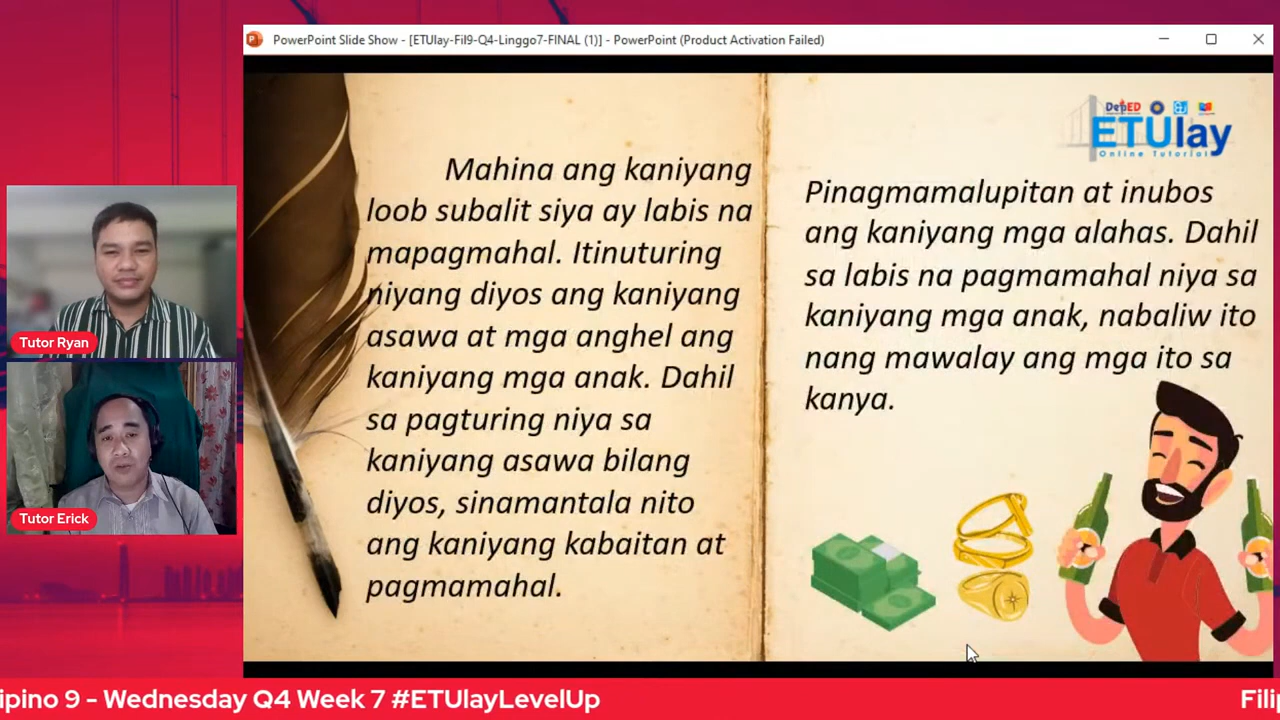 PowerPoint Slide Show - [ETUlay-Fil9-Q4-Linggo7-FINAL (1)] - PowerPoint (Product Activation Failed)
DepED
ETUlay
Online Tutorial
Mahina ang kaniyang
loob subalit siya ay labis na
mapagmahal. Itinuturing
niyang diyos ang kaniyang
asawa at mga anghel ang
kaniyang mga anak. Dahil
sa pagturing niya sa
kaniyang asawa bilang
diyos, sinamantala nito
ang kaniyang kabaitan at
pagmamahal.
Pinagmamalupitan at inubos
ang kaniyang mga alahas. Dahil
sa labis na pagmamahal niya sa
kaniyang mga anak, nabaliw ito
nang mawalay ang mga ito sa
kanya.
Tutor Ryan
Tutor Erick
ipino 9 - Wednesday Q4 Week 7 #ETUlayLevelUp
Filip